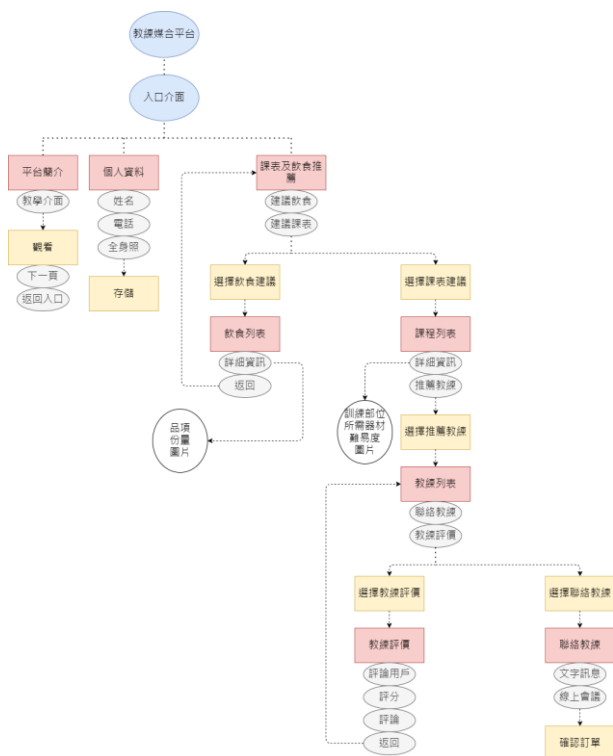 教練媒合平台
入口介面
平台簡介
教學介面
觀看
下一頁
返回入口
個人資料
姓名
電話
全身照
存儲
課表及飲食推
薦
建議飲食
建議課表
選擇飲食建議
飲食列表
詳細資訊
返回
品項
份量
圖片
選擇課表建議
課程列表
詳細資訊
推薦教練
訓練部位
所需器材
難易度
圖片
選擇推薦教練
教練列表
聯絡教練
教練評價
選擇教練評價
教練評價
評論用戶
評分
評論
返回
選擇聯絡教練
聯絡教練
文字訊息
線上會議
確認訂單